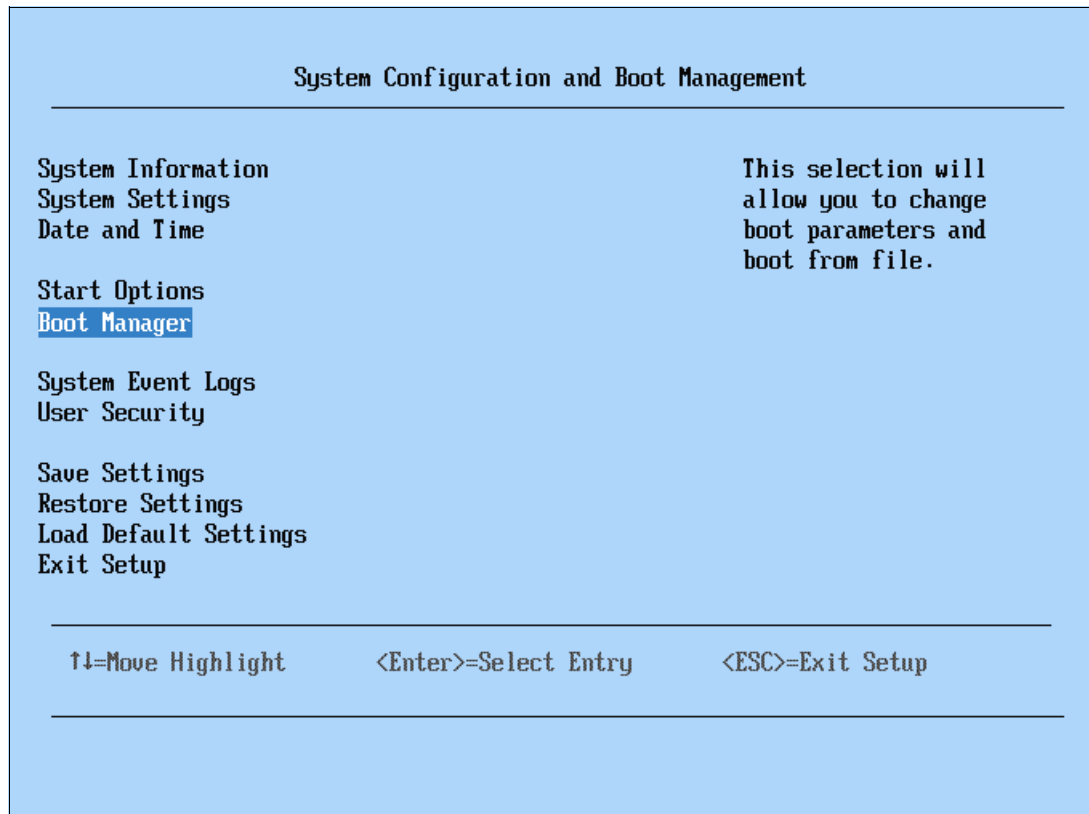 System Configuration and Boot Management
System Information
System Settings
Date and Time
Start Options
Boot Manager
System Event Logs
User Security
Save Settings
Restore Settings
Load Default Settings
Exit Setup
This selection will
allow you to change
boot parameters and
boot from file.
↑↓=Move Highlight <Enter>=Select Entry <ESC>=Exit Setup